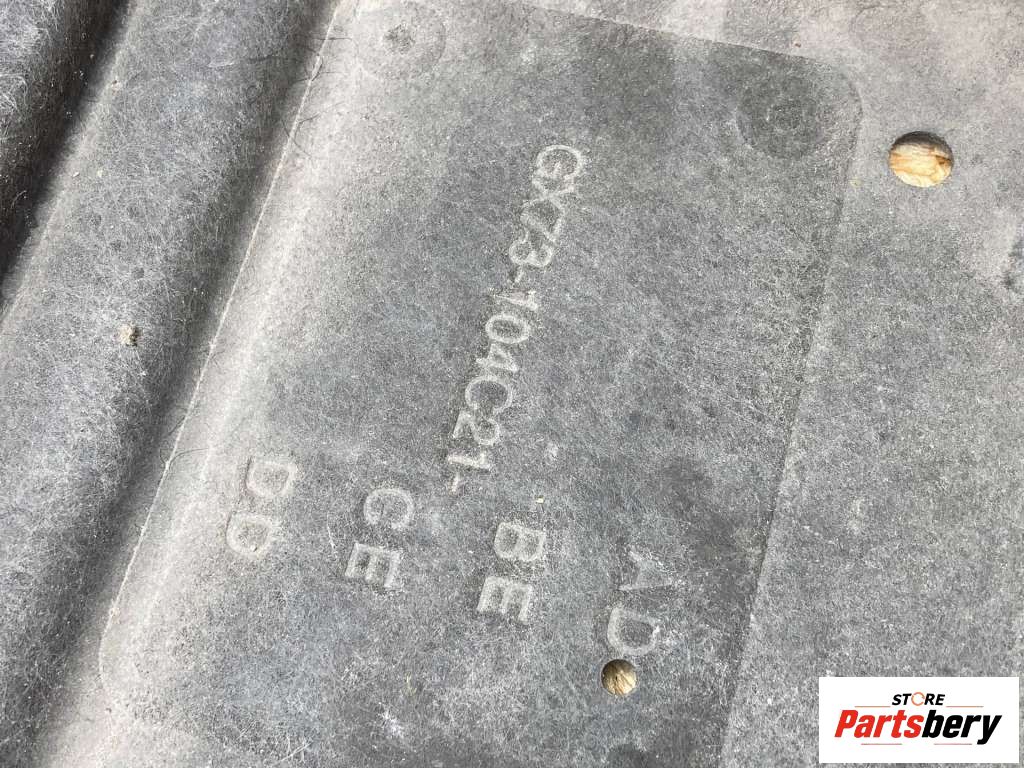 GX73-104C21-
AD
BE
CE
DD
STORE
Partsbery